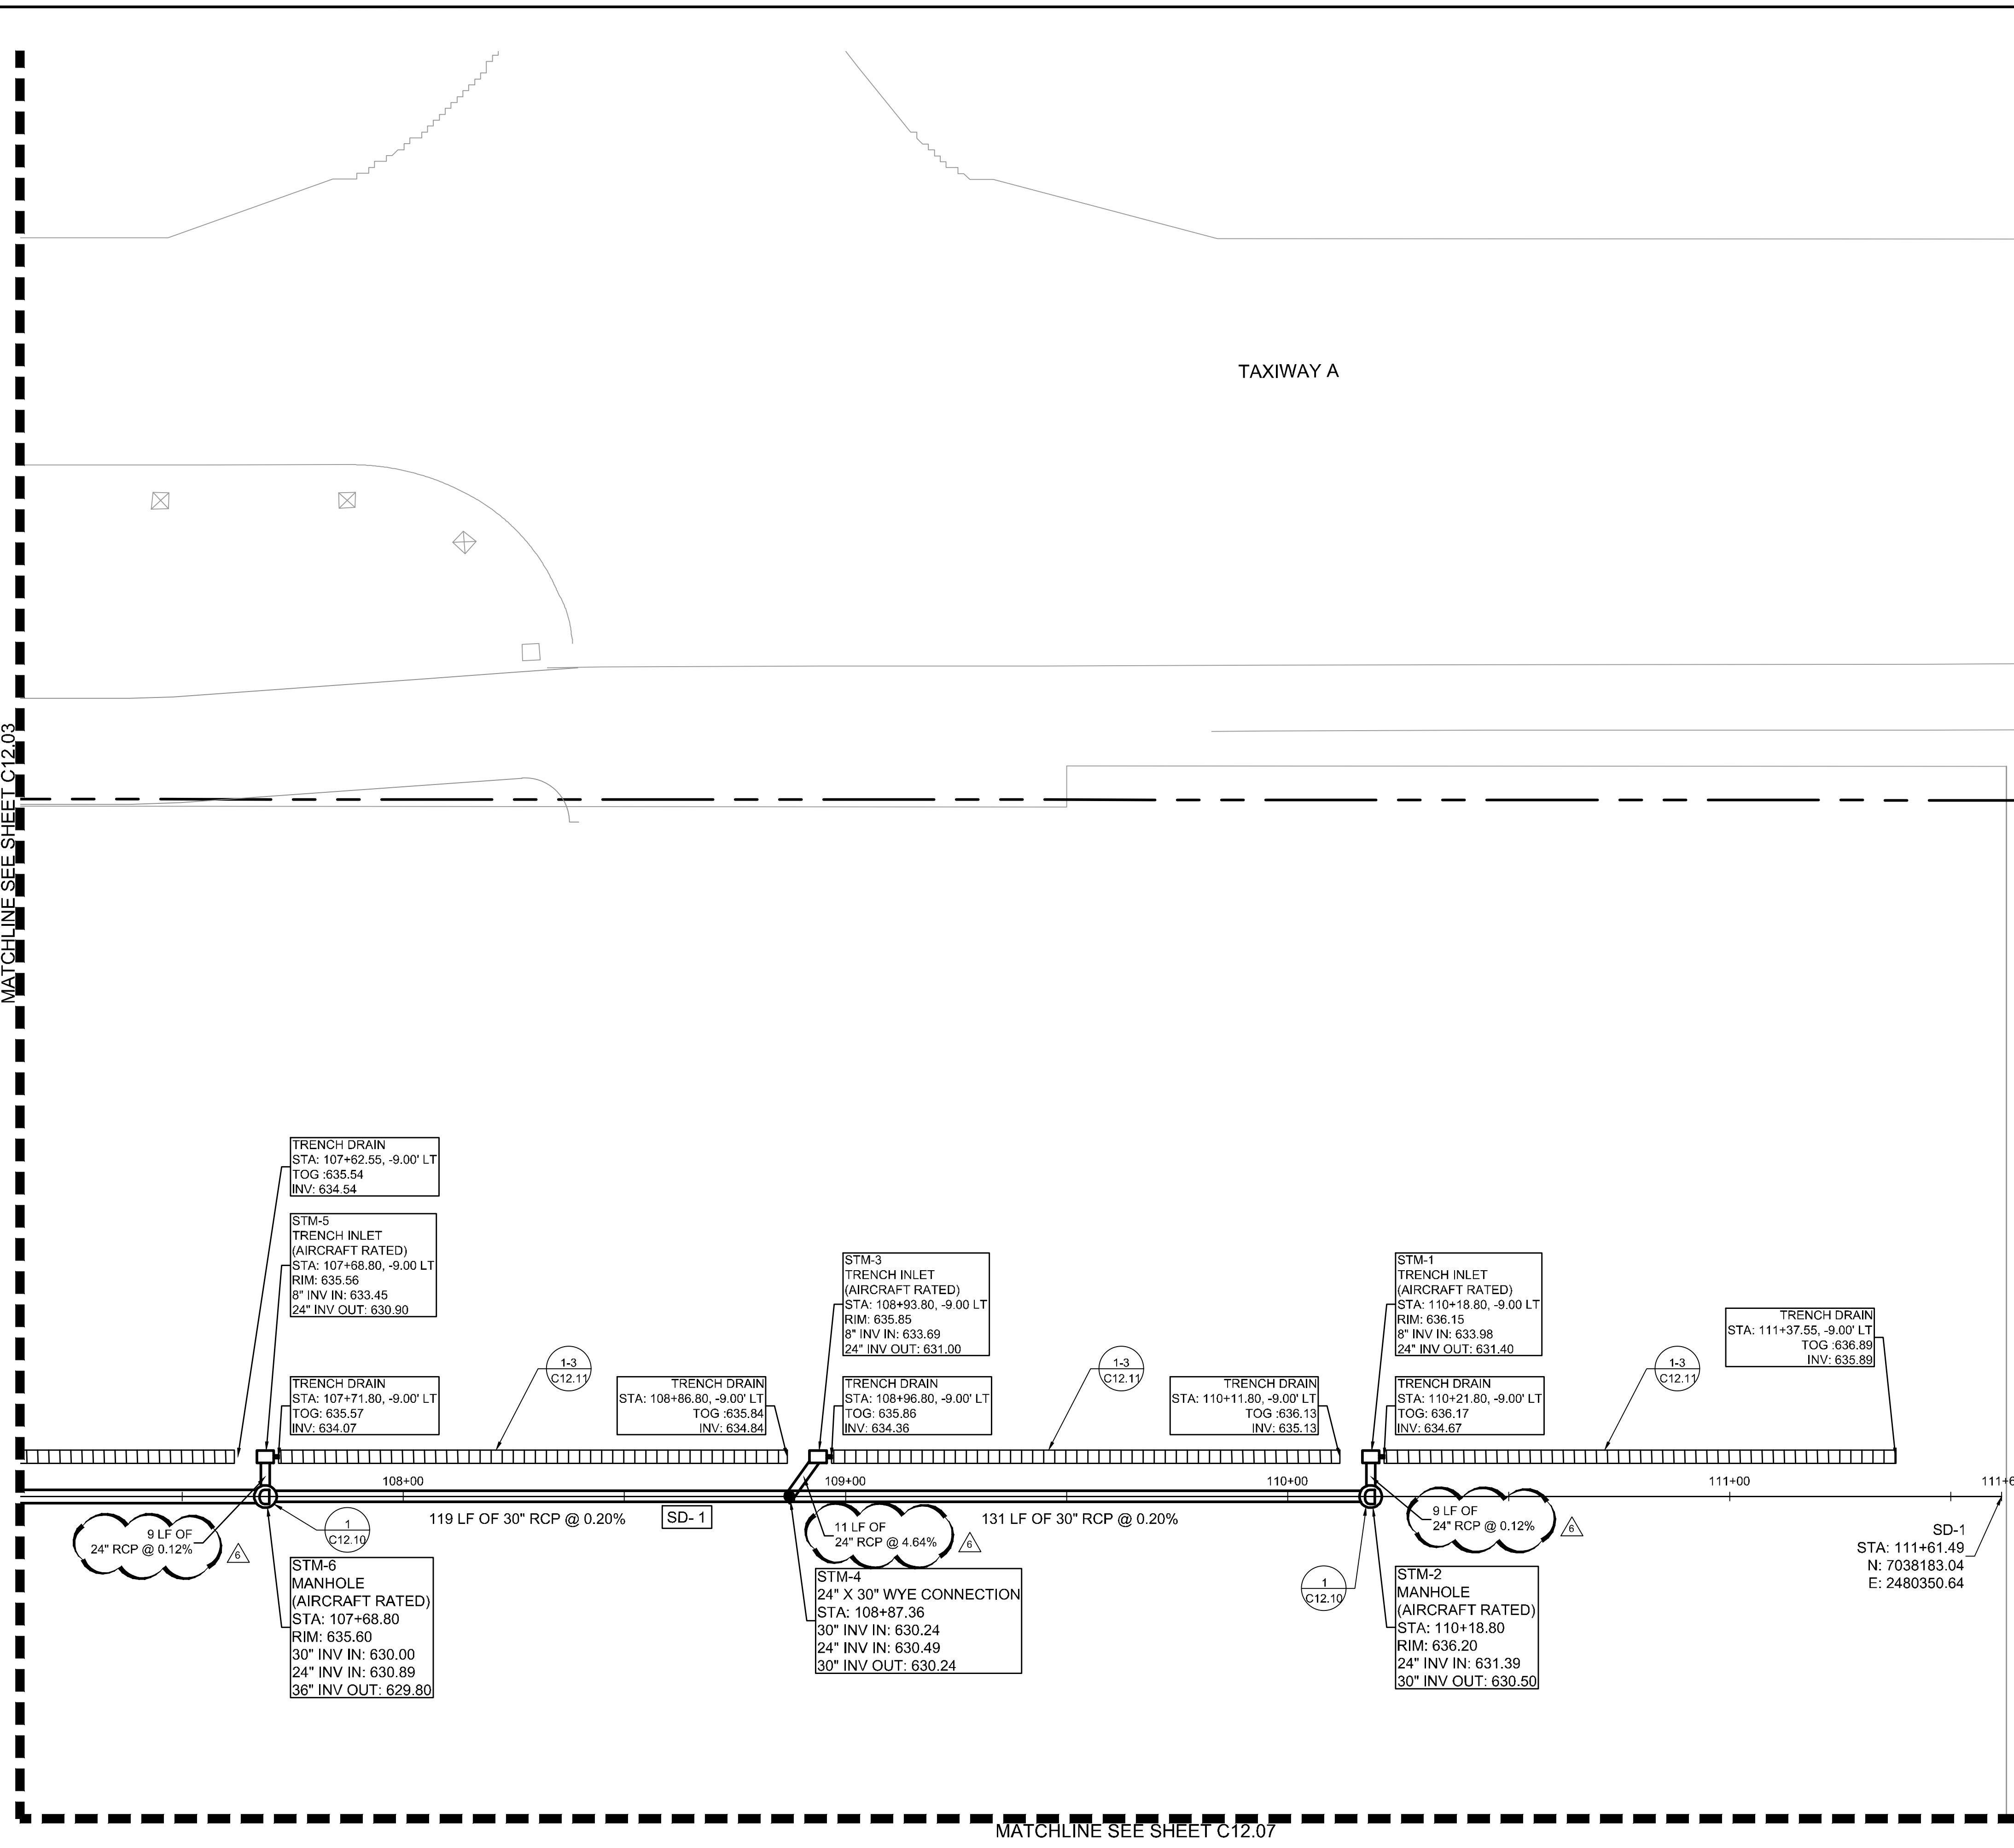 TAXIWAY A
MATCHLINE SEE SHEET C12.03
TRENCH DRAIN
STA: 107+62.55, -9.00' LT
TOG :635.54
INV: 634.54
STM-5
TRENCH INLET
(AIRCRAFT RATED)
STA: 107+68.80, -9.00 LT
RIM: 635.56
8" INV IN: 633.45
24" INV OUT: 630.90
STM-3
TRENCH INLET
(AIRCRAFT RATED)
STA: 108+93.80, -9.00 LT
RIM: 635.85
8" INV IN: 633.69
24" INV OUT: 631.00
STM-1
TRENCH INLET
(AIRCRAFT RATED)
STA: 110+18.80, -9.00 LT
RIM: 636.15
8" INV IN: 633.98
24" INV OUT: 631.40
TRENCH DRAIN
STA: 111+37.55, -9.00' LT
TOG :636.89
INV: 635.89
TRENCH DRAIN
STA: 107+71.80, -9.00' LT
TOG: 635.57
INV: 634.07
1-3
C12.11
TRENCH DRAIN
STA: 108+86.80, -9.00' LT
TOG :635.84
INV: 634.84
TRENCH DRAIN
STA: 108+96.80, -9.00' LT
TOG: 635.86
INV: 634.36
1-3
C12.11
TRENCH DRAIN
STA: 110+11.80, -9.00' LT
TOG :636.13
INV: 635.13
TRENCH DRAIN
STA: 110+21.80, -9.00' LT
TOG: 636.17
INV: 634.67
1-3
C12.11
108+00
109+00
110+00
111+00
111+6
9 LF OF
24" RCP @ 0.12%
6
1
C12.10
119 LF OF 30" RCP @ 0.20%
SD- 1
11 LF OF
24" RCP @ 4.64%
6
131 LF OF 30" RCP @ 0.20%
9 LF OF
24" RCP @ 0.12%
6
SD-1
STA: 111+61.49
N: 7038183.04
E: 2480350.64
STM-6
MANHOLE
(AIRCRAFT RATED)
STA: 107+68.80
RIM: 635.60
30" INV IN: 630.00
24" INV IN: 630.89
36" INV OUT: 629.80
STM-4
24" X 30" WYE CONNECTION
STA: 108+87.36
30" INV IN: 630.24
24" INV IN: 630.49
30" INV OUT: 630.24
1
C12.10
STM-2
MANHOLE
(AIRCRAFT RATED)
STA: 110+18.80
RIM: 636.20
24" INV IN: 631.39
30" INV OUT: 630.50
D
D
MATCHLINE SEE SHEET C12.07